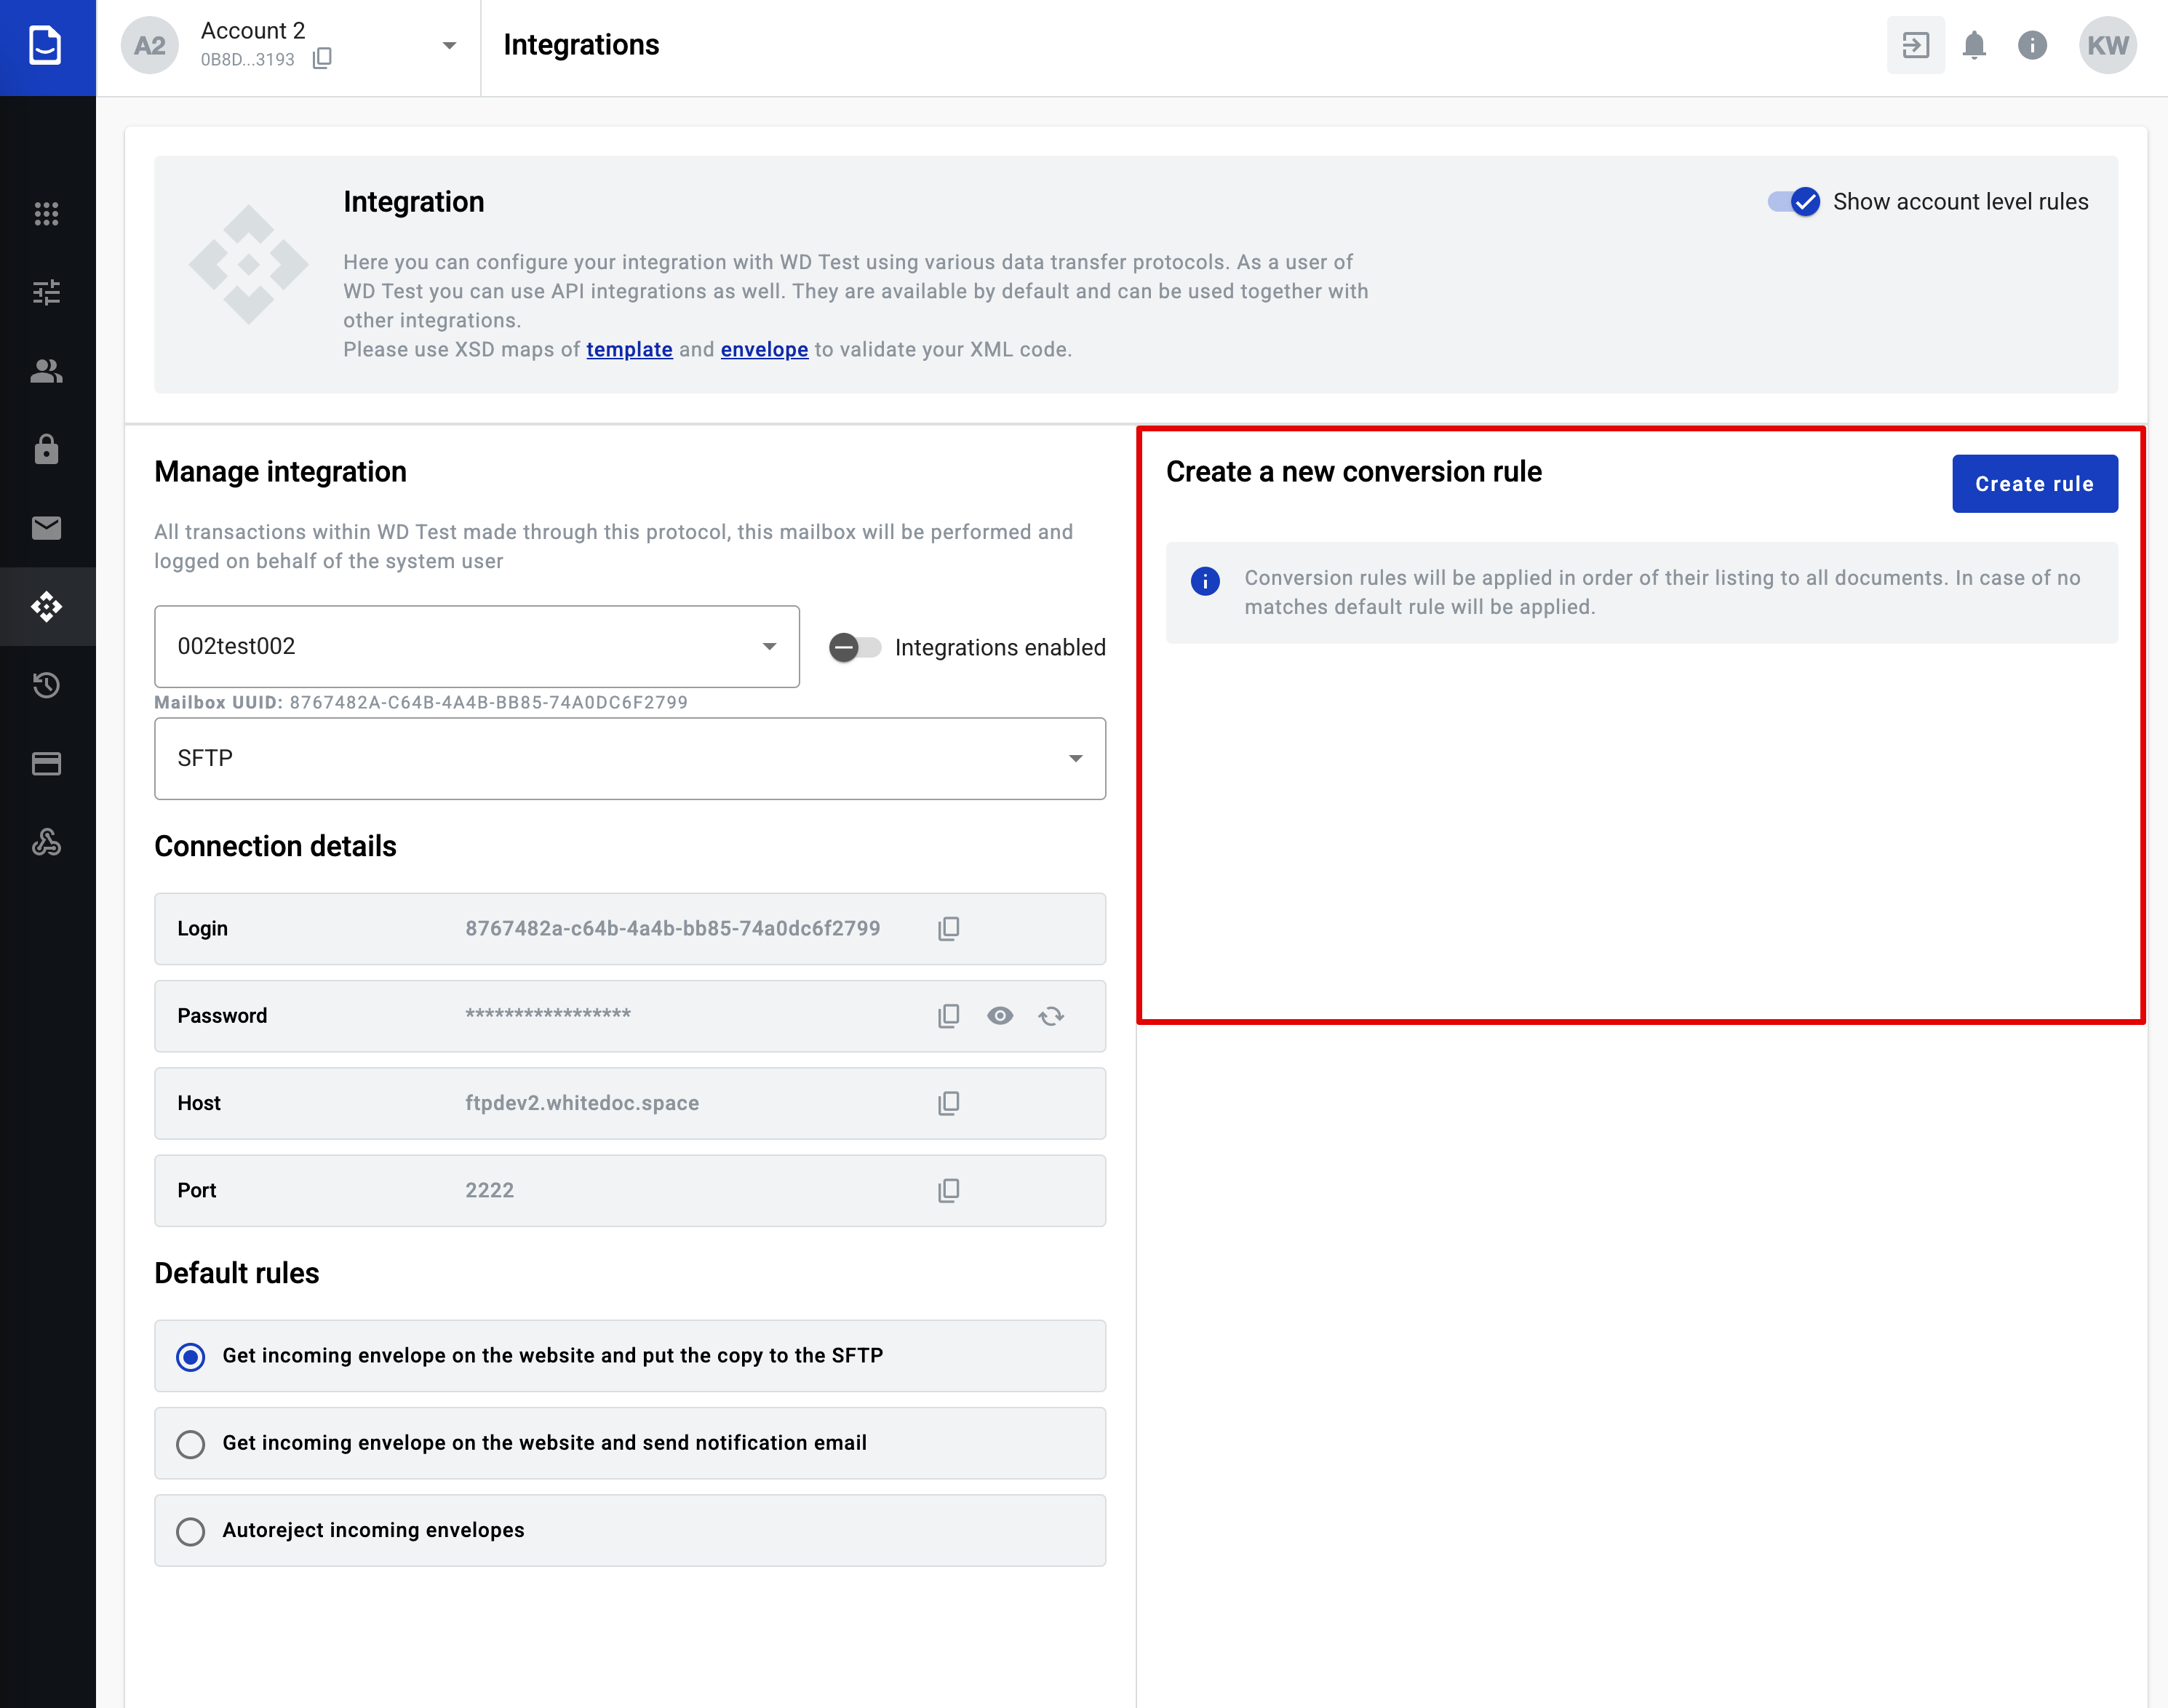 A2
Account 2
0B8D...3193
Integrations
KW
Integration
Show account level rules
Here you can configure your integration with WD Test using various data transfer protocols. As a user of
WD Test you can use API integrations as well. They are available by default and can be used together with
other integrations.
Please use XSD maps of template and envelope to validate your XML code.
Manage integration
All transactions within WD Test made through this protocol, this mailbox will be performed and
logged on behalf of the system user
002test002
Integrations enabled
Mailbox UUID: 8767482A-C64B-4A4B-BB85-74A0DC6F2799
SFTP
Connection details
Login 8767482a-c64b-4a4b-bb85-74a0dc6f2799
Password *****************
Host ftpdev2.whitedoc.space
Port 2222
Default rules
Get incoming envelope on the website and put the copy to the SFTP
Get incoming envelope on the website and send notification email
Autoreject incoming envelopes
Create a new conversion rule
Create rule
Conversion rules will be applied in order of their listing to all documents. In case of no
matches default rule will be applied.